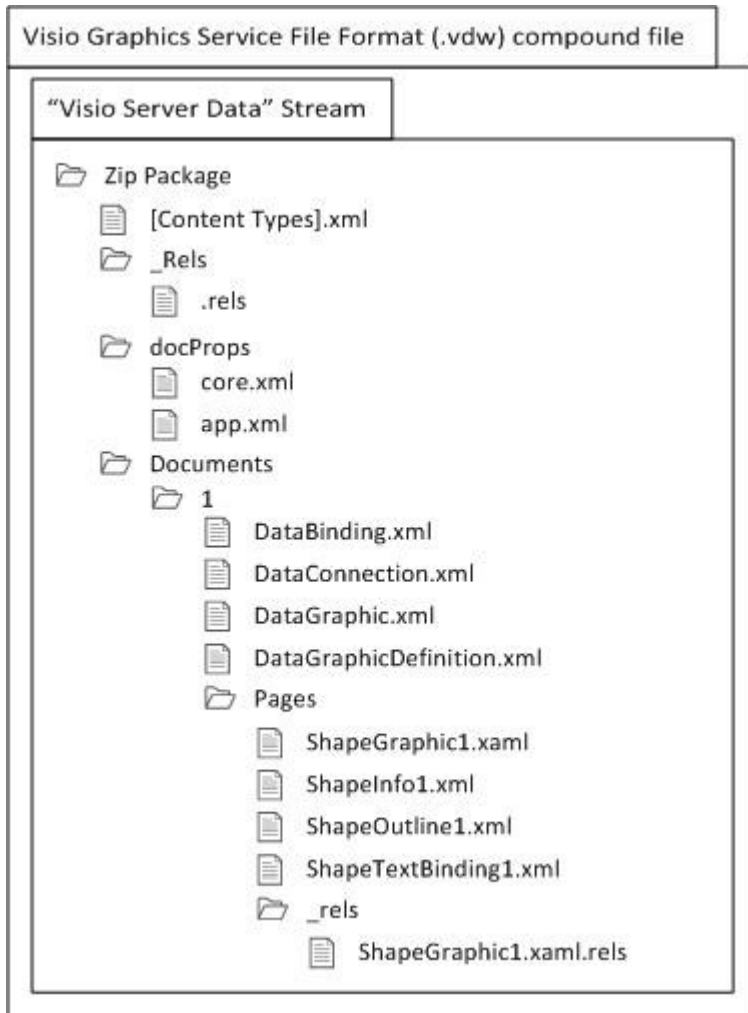 Visio Graphics Service File Format (.vdw) compound file
“Visio Server Data” Stream
Zip Package
[Content Types].xml
_Rels
.rels
docProps
core.xml
app.xml
Documents
1
DataBinding.xml
DataConnection.xml
DataGraphic.xml
DataGraphicDefinition.xml
Pages
ShapeGraphic1.xaml
ShapeInfo1.xml
ShapeOutline1.xml
ShapeTextBinding1.xml
_rels
ShapeGraphic1.xaml.rels